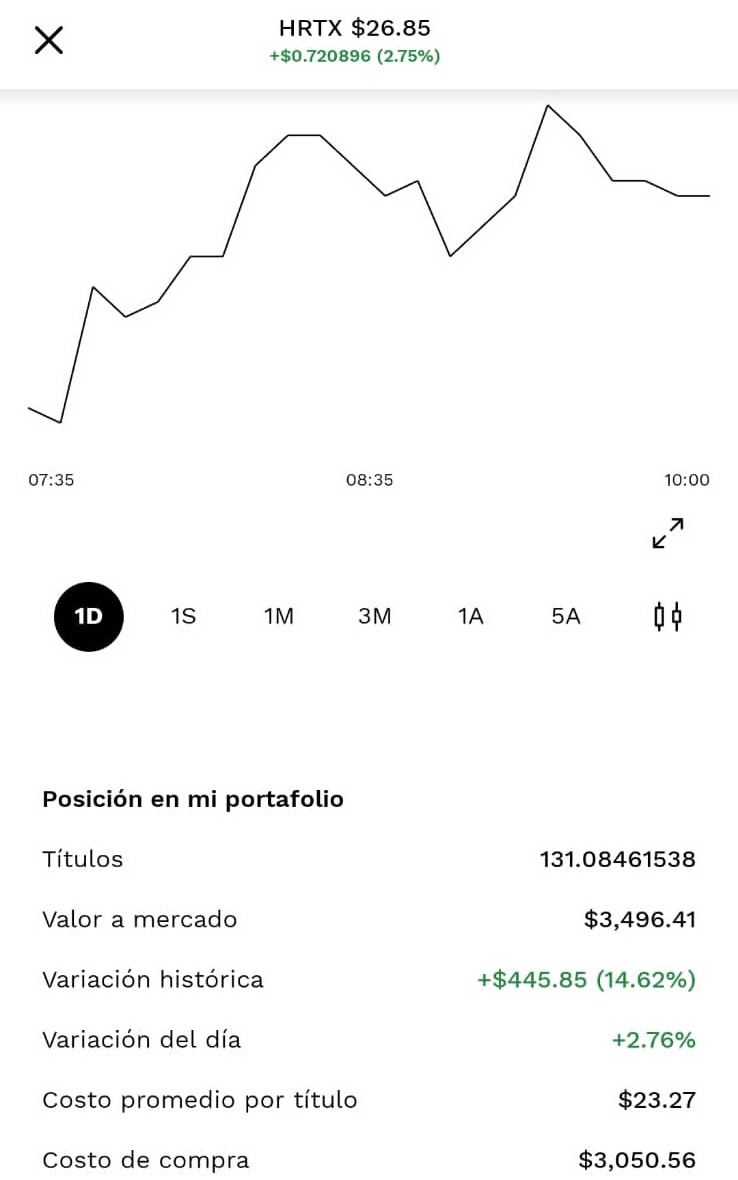 HRTX $26.85
+$0.720896 (2.75%)
07:35 08:35 10:00
1D 1S 1M 3M 1A 5A
Posición en mi portafolio
Títulos 131.08461538
Valor a mercado $3,496.41
Variación histórica +$445.85 (14.62%)
Variación del día +2.76%
Costo promedio por título $23.27
Costo de compra $3,050.56